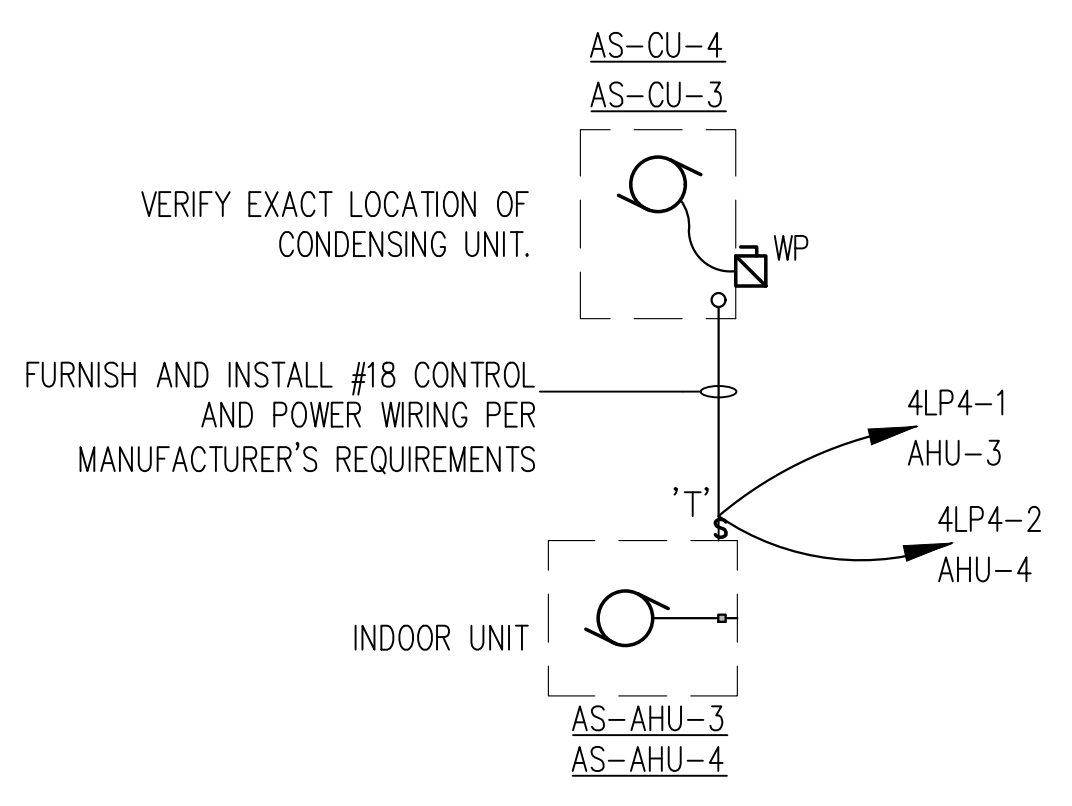 AS-CU-4
AS-CU-3
VERIFY EXACT LOCATION OF
CONDENSING UNIT.
WP
FURNISH AND INSTALL #18 CONTROL
AND POWER WIRING PER
MANUFACTURER'S REQUIREMENTS
4LP4-1
AHU-3
'T'
S
4LP4-2
AHU-4
INDOOR UNIT
AS-AHU-3
AS-AHU-4